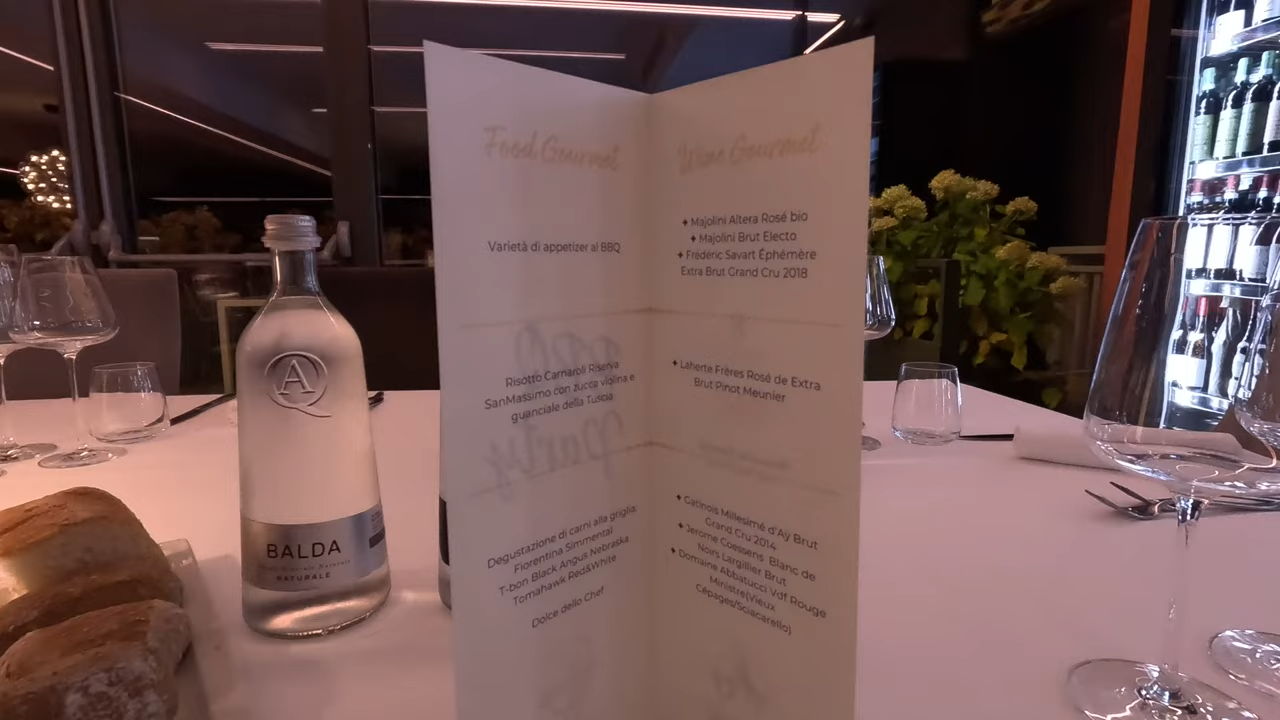 Food Gourmet
Varietà di appetizer al BBQ
Risotto Carnaroli Riserva
SanMassimo con zucca violina e
guanciale della Tuscia
Degustazione di carni alla griglia:
Fiorentina Simmental
T-bon Black Angus Nebraska
Tomahawk Red&White
Dolce dello Chef
Wine Gourmet
✦ Majolini Altera Rosé bio
✦ Majolini Brut Electo
✦ Frédéric Savart Éphémère
Extra Brut Grand Cru 2018
✦ Laherte Frères Rosé de Extra
Brut Pinot Meunier
✦ Gatinois Millesimé d'Aÿ Brut
Grand Cru 2014
✦ Jerome Coessens Blanc de
Noirs Largillier Brut
✦ Domaine Abbatucci Vdf Rouge
Ministre(Vieux
Cépages/Sciacarello)
AQ
BALDA
NATURALE
BBQ
Party